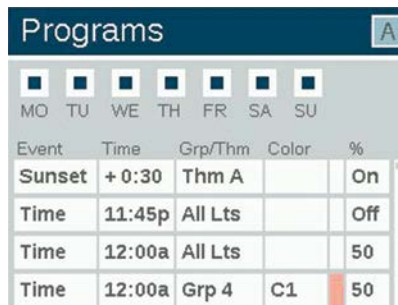 Programs A
MO TU WE TH FR SA SU
Event Time Grp/Thm Color %
Sunset + 0:30 Thm A On
Time 11:45p All Lts Off
Time 12:00a All Lts 50
Time 12:00a Grp 4 C1 50